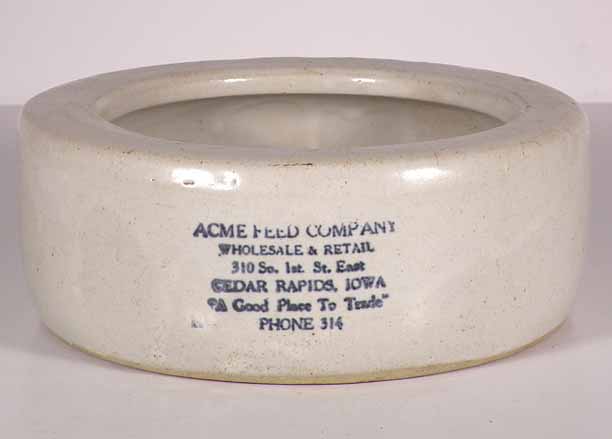 ACME FEED COMPANY
WHOLESALE & RETAIL
310 So. 1st. St. East
CEDAR RAPIDS, IOWA
"A Good Place To Trade"
PHONE 314